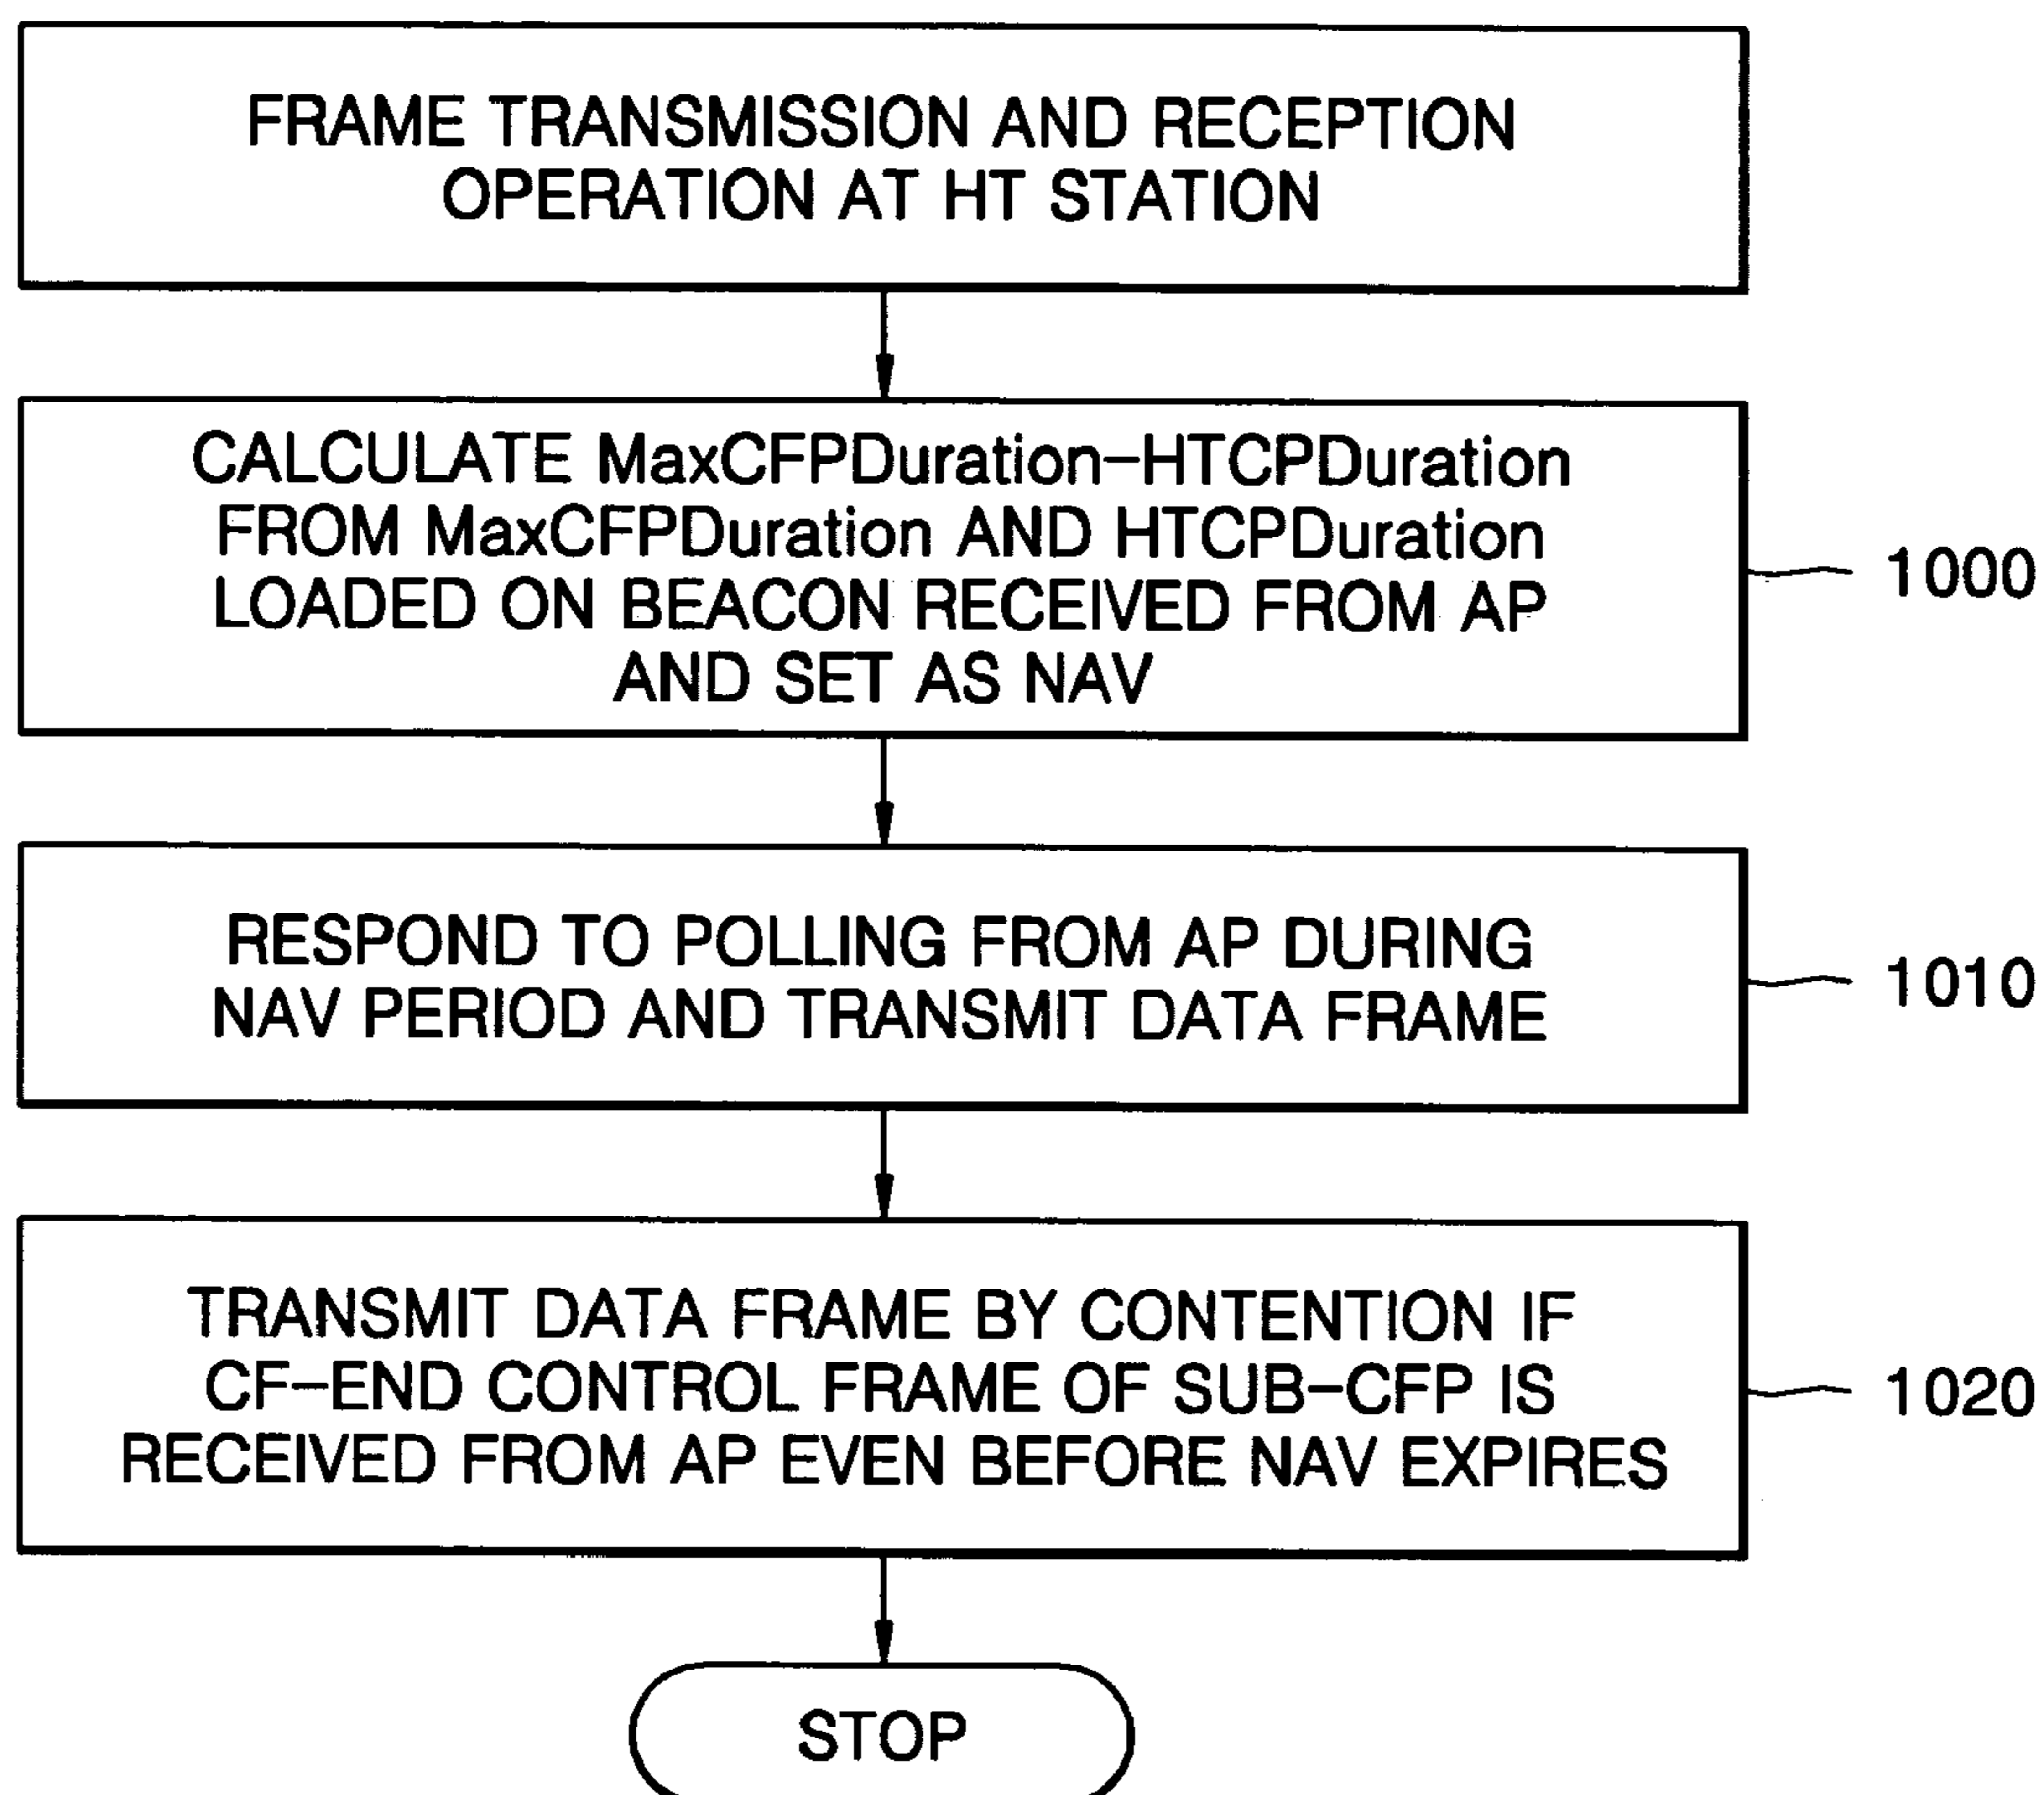 FRAME TRANSMISSION AND RECEPTION
OPERATION AT HT STATION
CALCULATE MaxCFPDuration–HTCPDuration
FROM MaxCFPDuration AND HTCPDuration
LOADED ON BEACON RECEIVED FROM AP
AND SET AS NAV
1000
RESPOND TO POLLING FROM AP DURING
NAV PERIOD AND TRANSMIT DATA FRAME
1010
TRANSMIT DATA FRAME BY CONTENTION IF
CF–END CONTROL FRAME OF SUB–CFP IS
RECEIVED FROM AP EVEN BEFORE NAV EXPIRES
1020
STOP